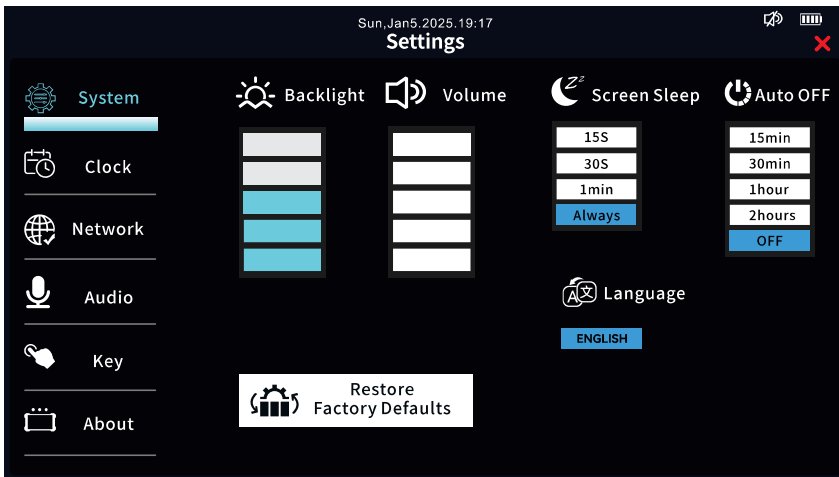 Sun,Jan5.2025.19:17
Settings
System
Clock
Network
Audio
Key
About
Backlight
Volume
Screen Sleep
15S
30S
1min
Always
Auto OFF
15min
30min
1hour
2hours
OFF
Language
ENGLISH
Restore
Factory Defaults